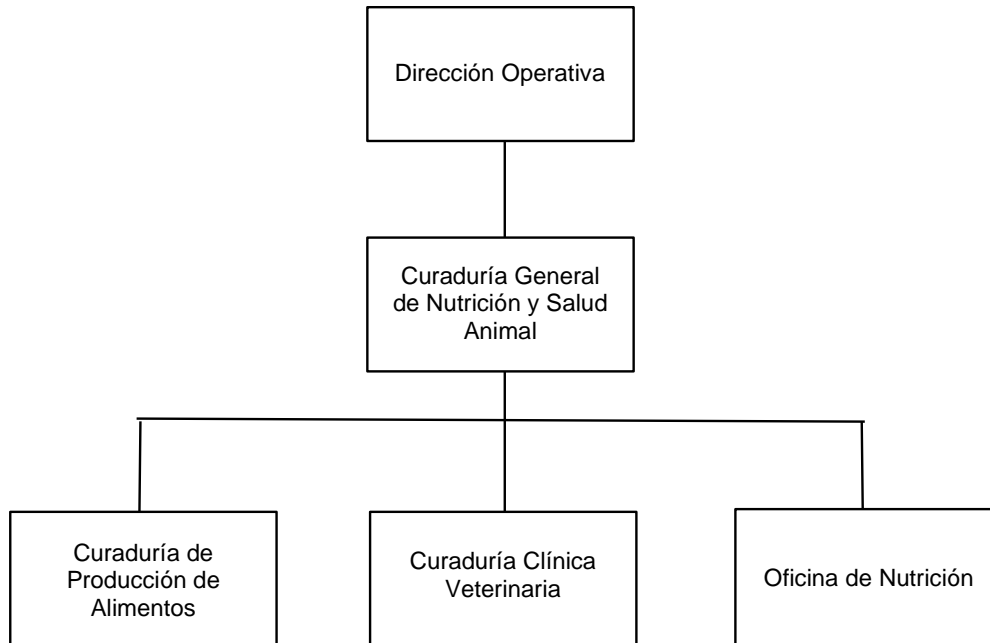 Dirección Operativa
Curaduría General
de Nutrición y Salud
Animal
Curaduría de
Producción de
Alimentos
Curaduría Clínica
Veterinaria
Oficina de Nutrición